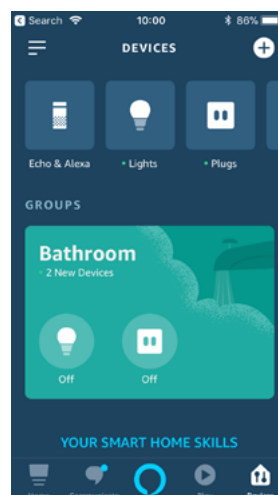 Search 10:00 86%
DEVICES
Echo & Alexa • Lights • Plugs
GROUPS
Bathroom
• 2 New Devices
Off Off
YOUR SMART HOME SKILLS